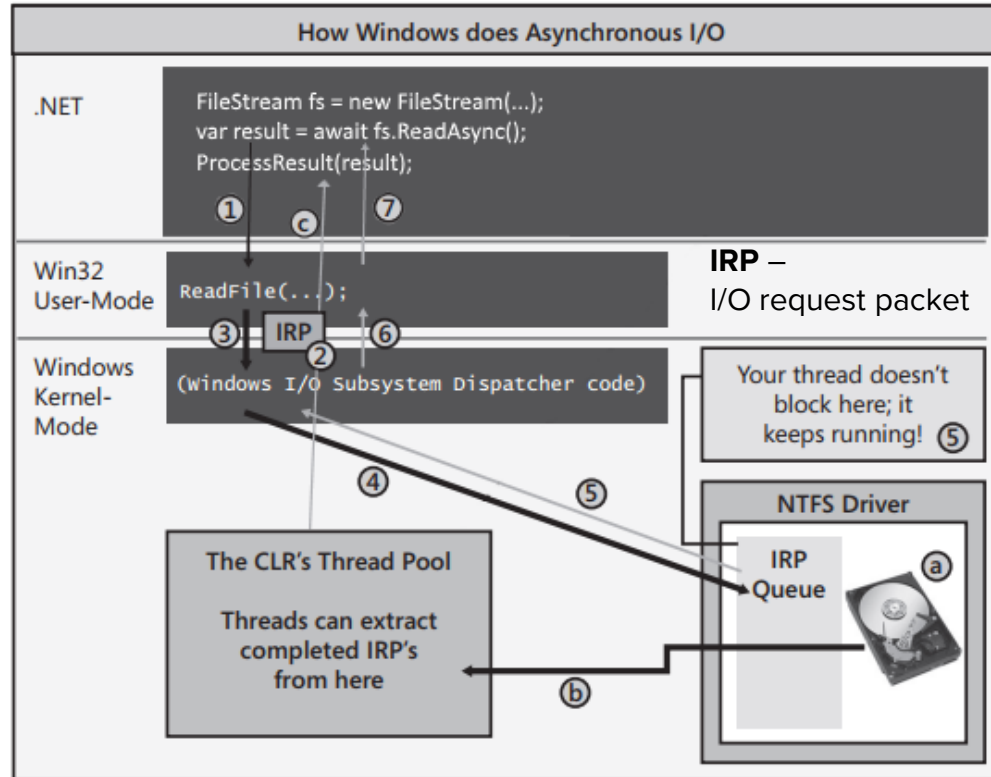 How Windows does Asynchronous I/O
.NET
FileStream fs = new FileStream(...);
var result = await fs.ReadAsync();
ProcessResult(result);
1
c
7
Win32
User-Mode
ReadFile(...);
IRP –
I/O request packet
3
IRP
2
6
Windows
Kernel-
Mode
(Windows I/O Subsystem Dispatcher code)
Your thread doesn't
block here; it
keeps running!
5
4
5
NTFS Driver
IRP
Queue
a
The CLR's Thread Pool
Threads can extract
completed IRP's
from here
b